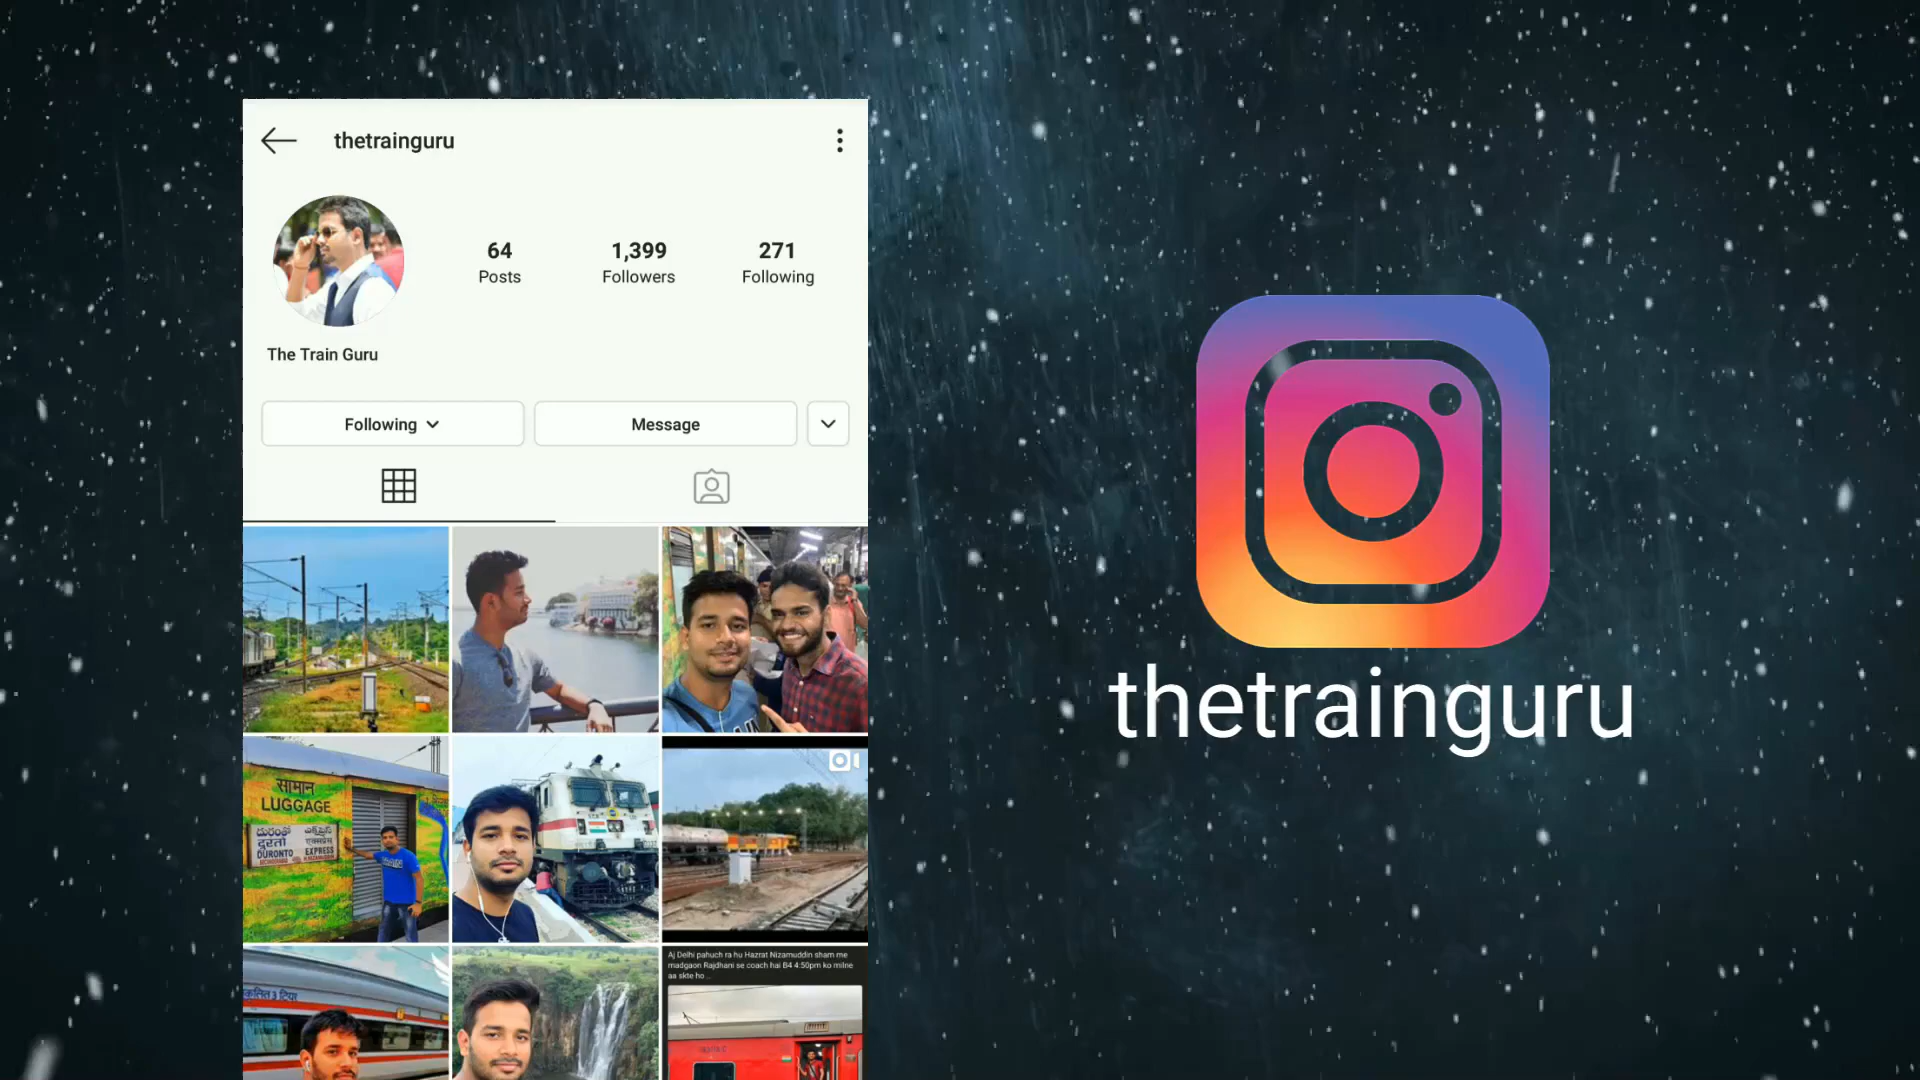 thetrainguru
64
1,399
271
Posts
Followers
Following
The Train Guru
Following
Message
thetrainguru
सामान
LUGGAGE
दूरंतो
DURONTO
EXPRESS
Aj Delhi pahuch ra hu Hazrat Nizamuddin sham me
madgaon Rajdhani se coach hai B4 4:50pm ko milne
aa skte ho ..